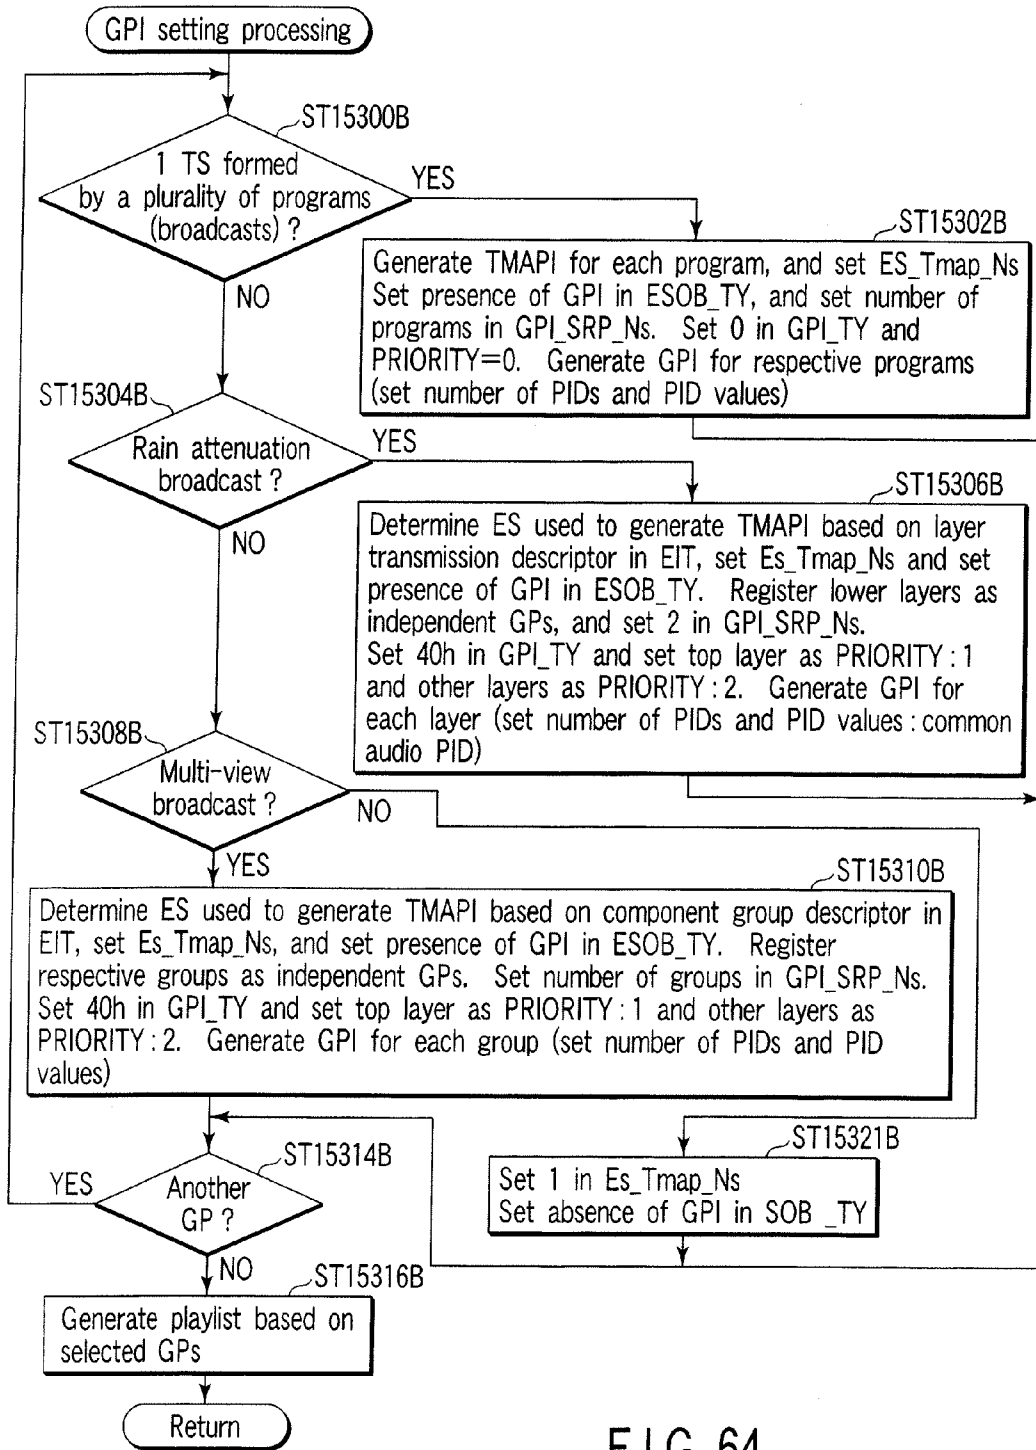 GPI setting processing
ST15300B
1 TS formed
by a plurality of programs
(broadcasts) ?
YES
NO
ST15302B
Generate TMAPI for each program, and set ES_Tmap_Ns
Set presence of GPI in ESOB_TY, and set number of
programs in GPI_SRP_Ns. Set 0 in GPI_TY and
PRIORITY=0. Generate GPI for respective programs
(set number of PIDs and PID values)
ST15304B
Rain attenuation
broadcast ?
YES
NO
ST15306B
Determine ES used to generate TMAPI based on layer
transmission descriptor in EIT, set Es_Tmap_Ns and set
presence of GPI in ESOB_TY. Register lower layers as
independent GPs, and set 2 in GPI_SRP_Ns.
Set 40h in GPI_TY and set top layer as PRIORITY : 1
and other layers as PRIORITY : 2. Generate GPI for
each layer (set number of PIDs and PID values : common
audio PID)
ST15308B
Multi-view
broadcast ?
NO
YES
ST15310B
Determine ES used to generate TMAPI based on component group descriptor in
EIT, set Es_Tmap_Ns, and set presence of GPI in ESOB_TY. Register
respective groups as independent GPs. Set number of groups in GPI_SRP_Ns.
Set 40h in GPI_TY and set top layer as PRIORITY : 1 and other layers as
PRIORITY : 2. Generate GPI for each group (set number of PIDs and PID
values)
ST15314B
YES
Another
GP ?
NO
ST15321B
Set 1 in Es_Tmap_Ns
Set absence of GPI in SOB _TY
ST15316B
Generate playlist based on
selected GPs
Return
FIG. 64